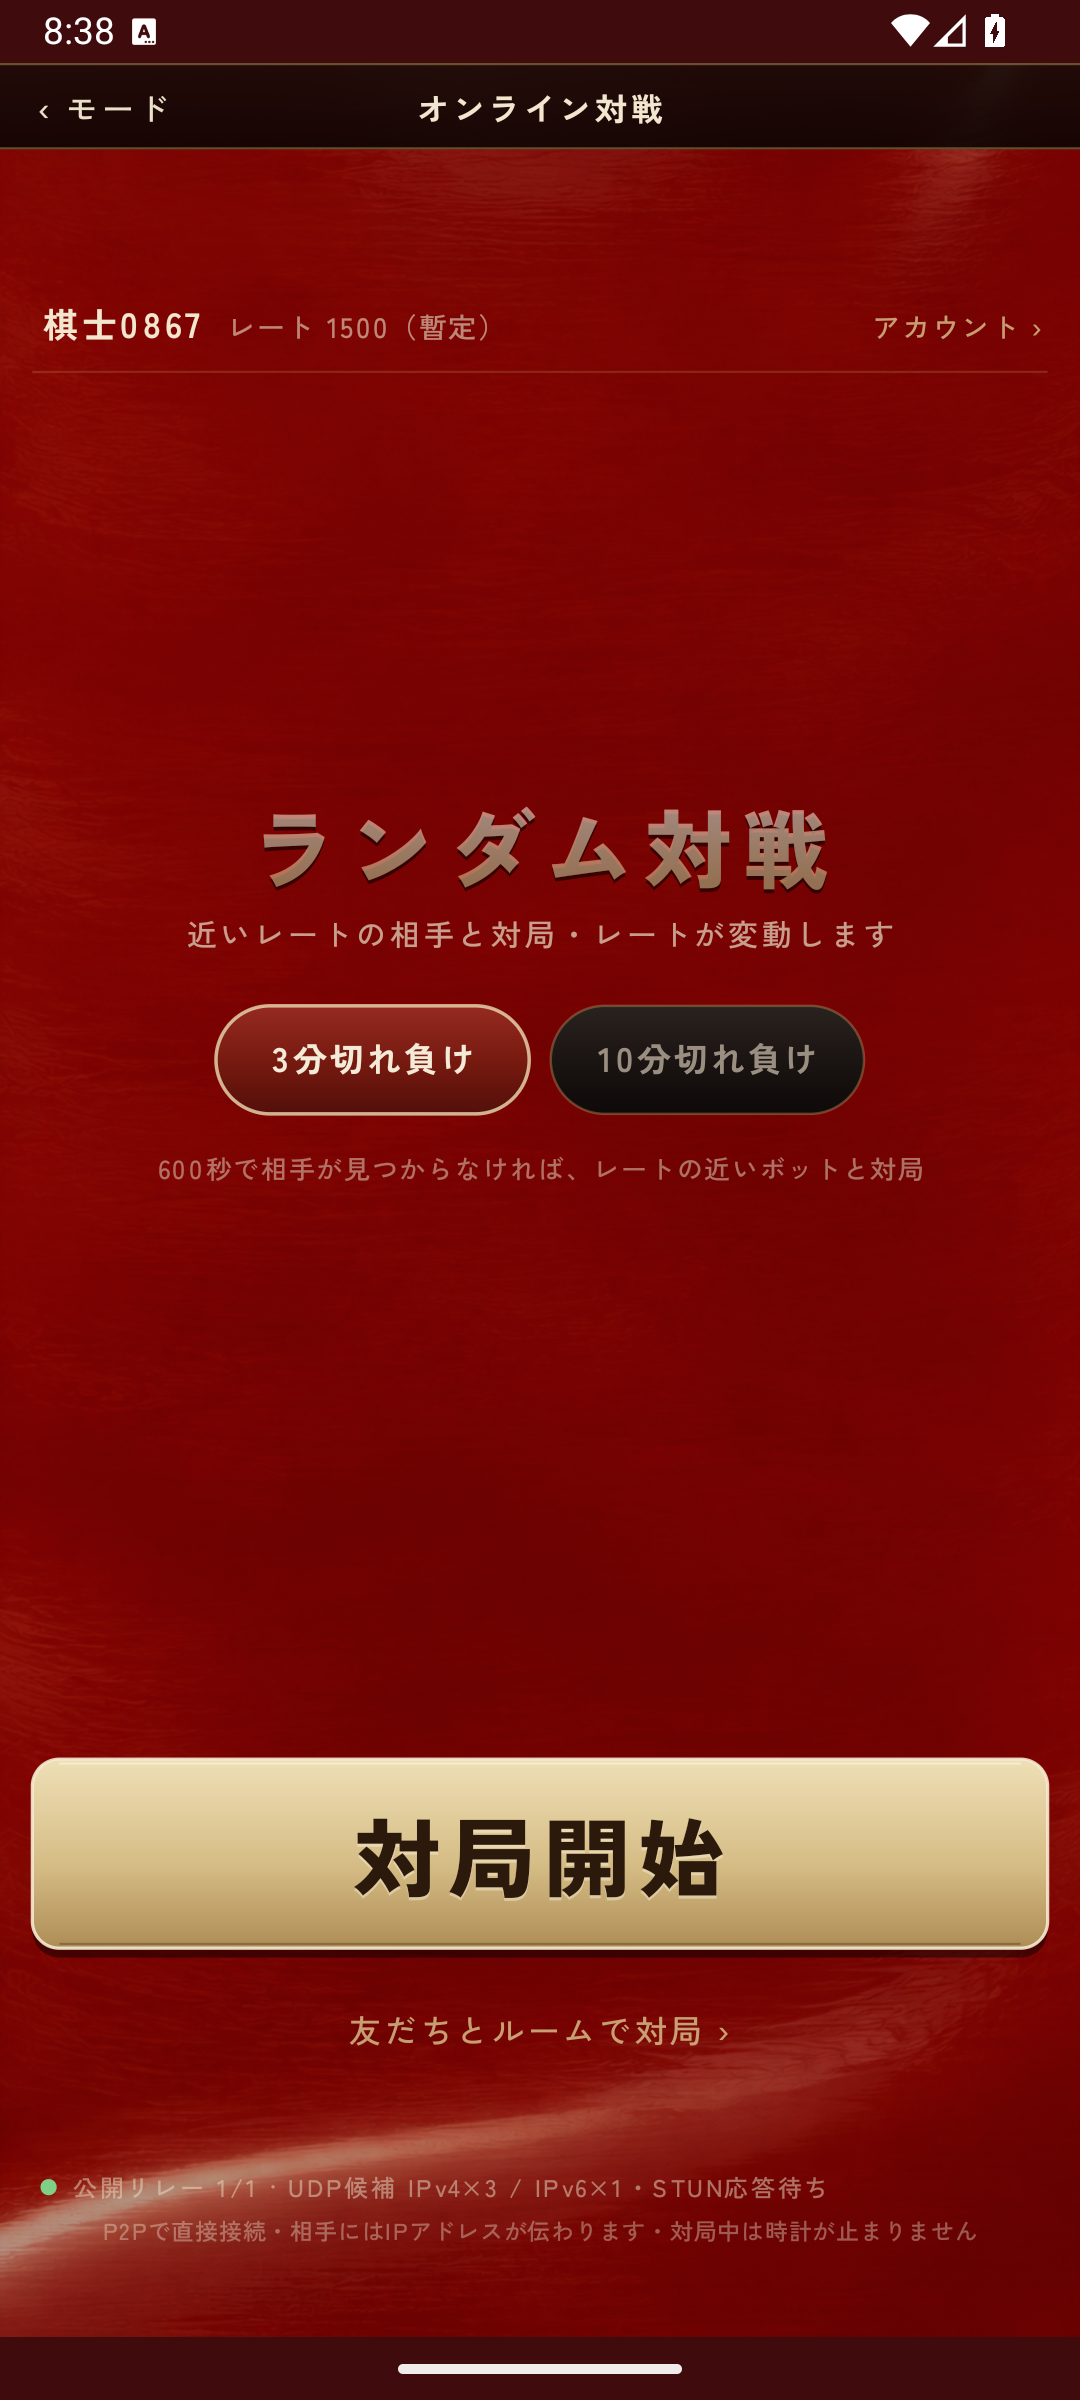 8:38
‹ モード
オンライン対戦
棋士0867 レート 1500（暫定）
アカウント ›
ランダム対戦
近いレートの相手と対局・レートが変動します
3分切れ負け
10分切れ負け
600秒で相手が見つからなければ、レートの近いボットと対局
対局開始
友だちとルームで対局 ›
公開リレー 1/1・UDP候補 IPv4×3 / IPv6×1・STUN応答待ち
P2Pで直接接続・相手にはIPアドレスが伝わります・対局中は時計が止まりません